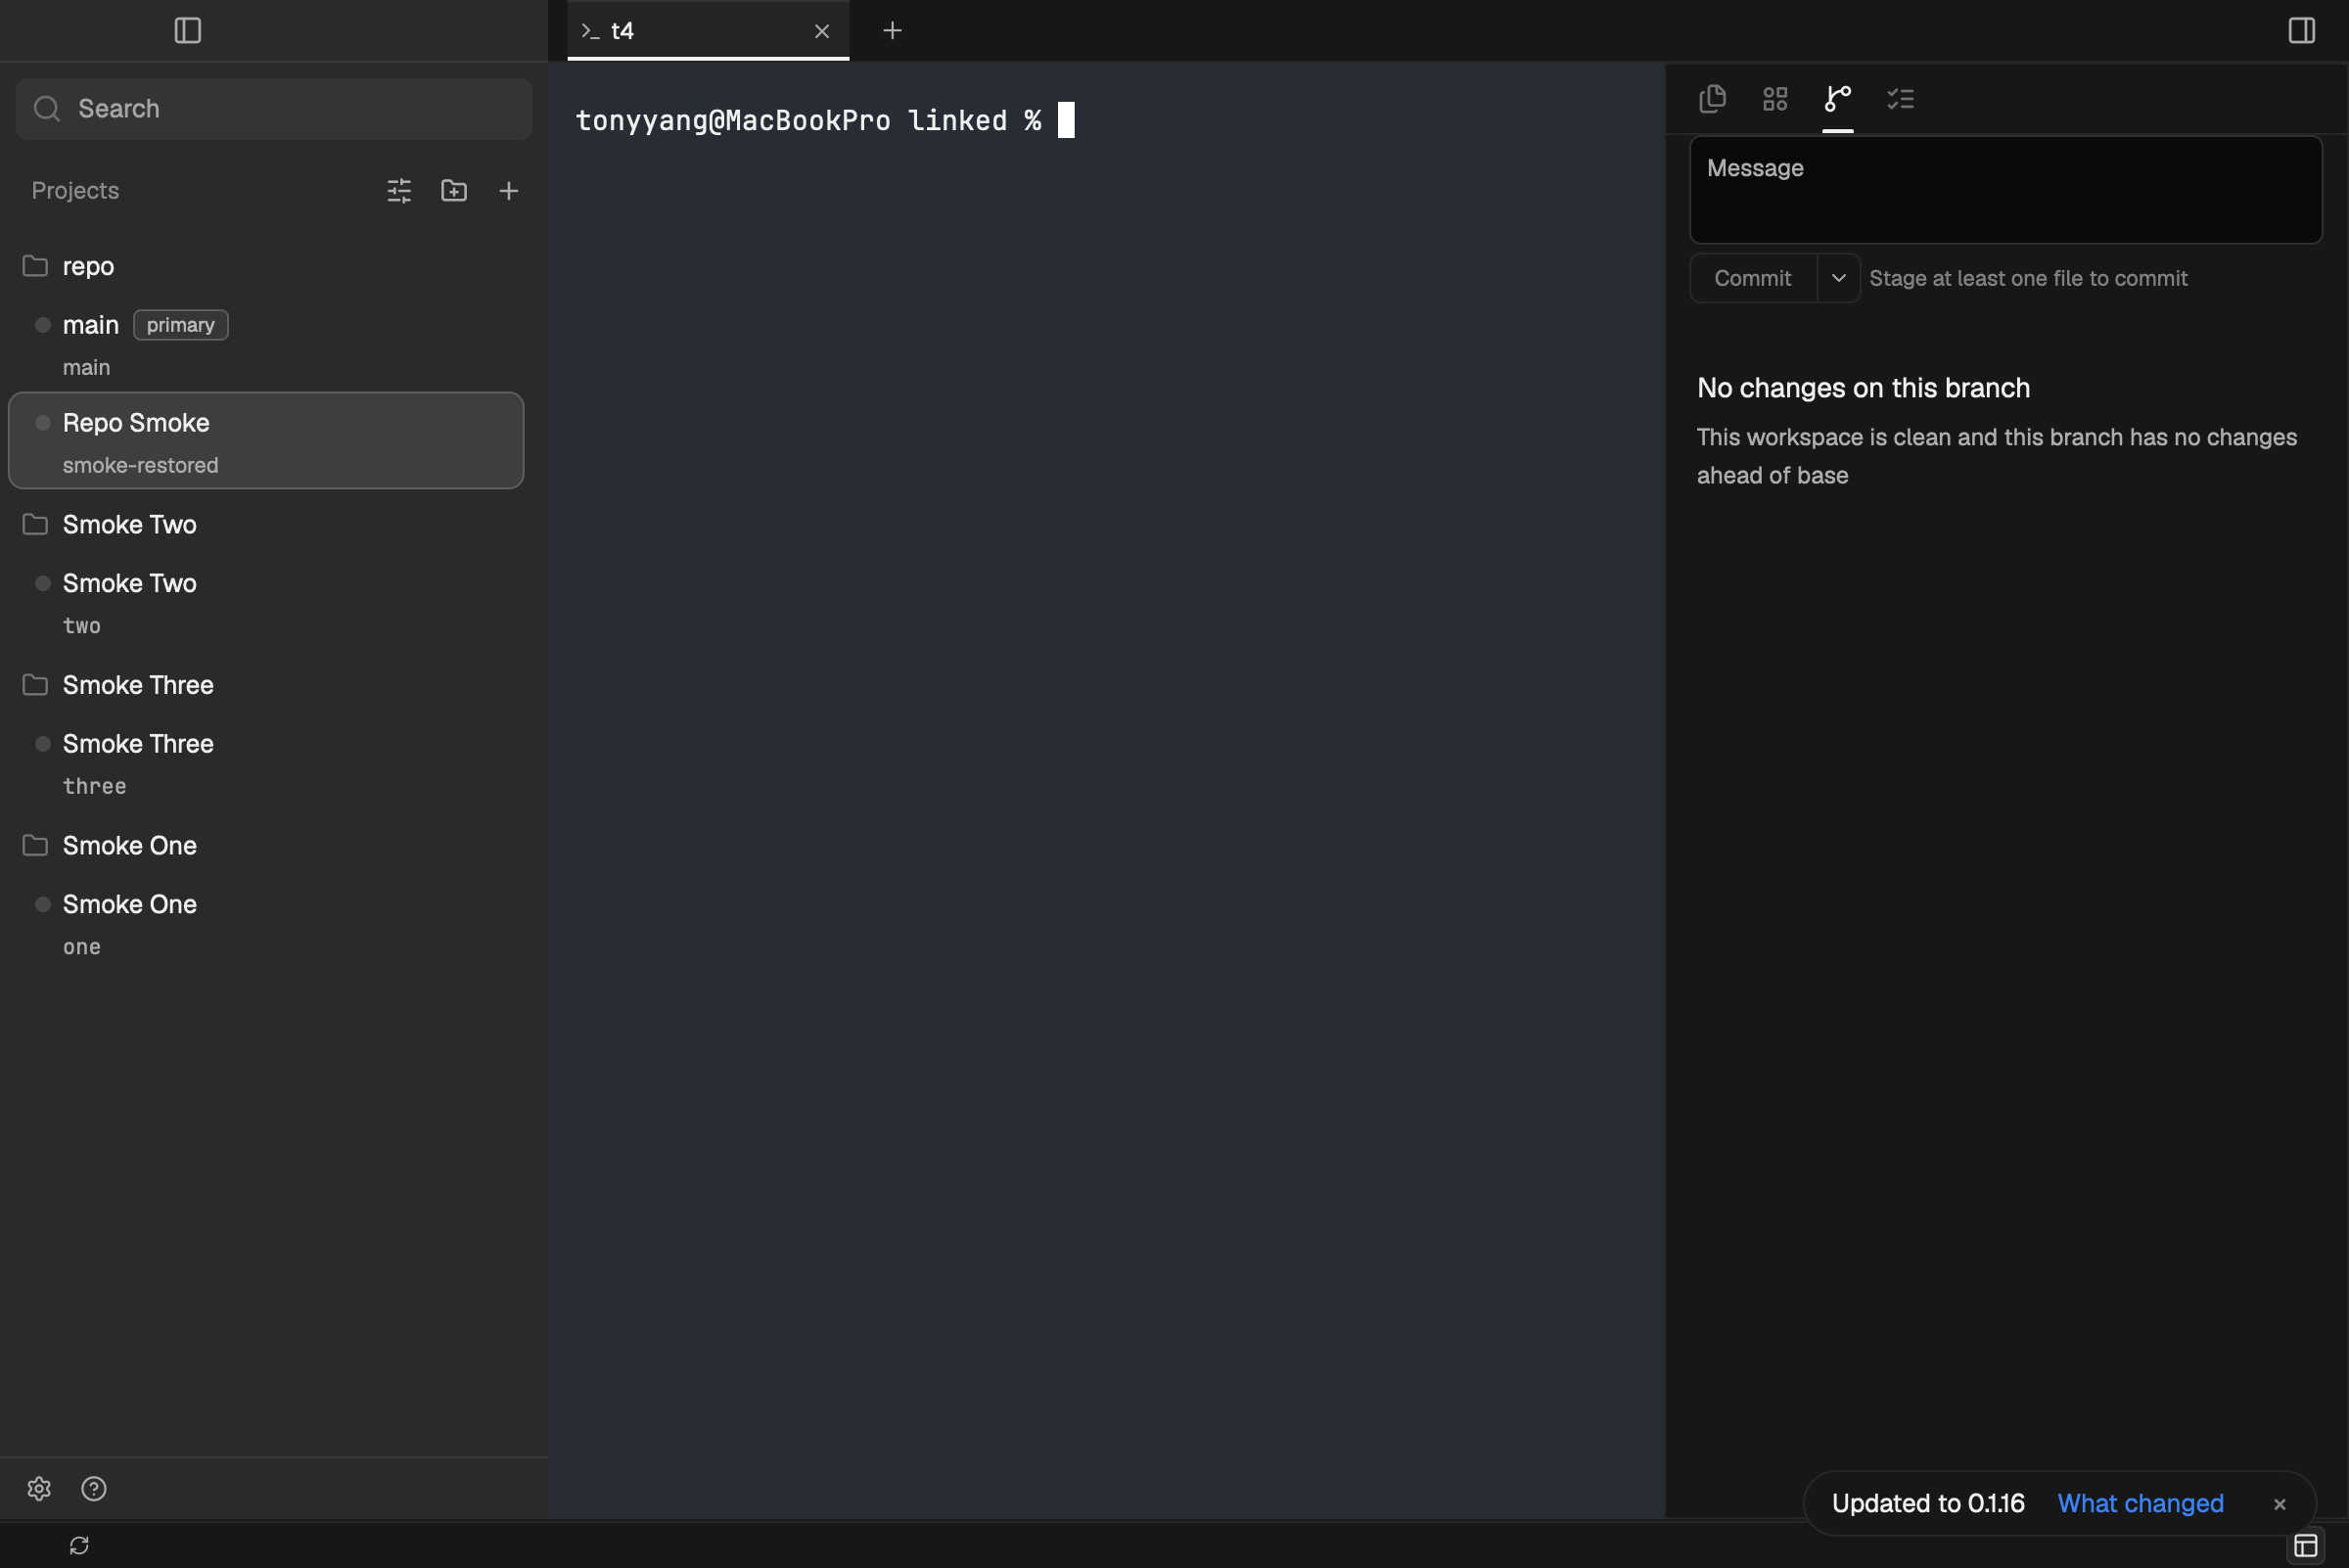 t4
Search
tonyyang@MacBookPro linked %
Projects
repo
main primary
main
Repo Smoke
smoke-restored
Smoke Two
Smoke Two
two
Smoke Three
Smoke Three
three
Smoke One
Smoke One
one
Message
Commit
Stage at least one file to commit
No changes on this branch
This workspace is clean and this branch has no changes
ahead of base
Updated to 0.1.16 What changed